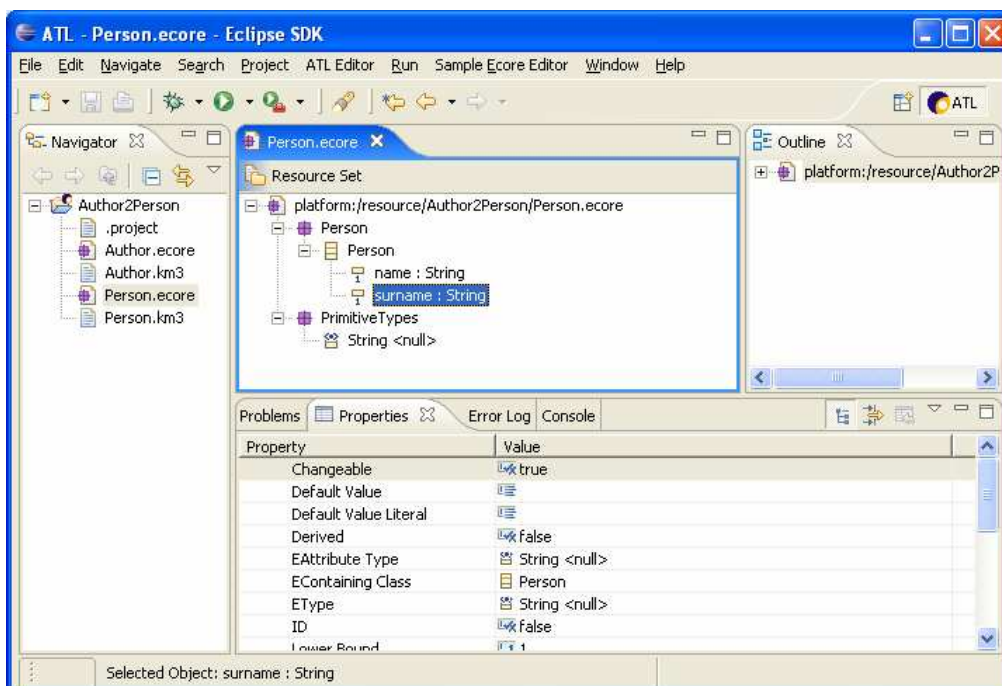 ATL - Person.ecore - Eclipse SDK
File Edit Navigate Search Project ATL Editor Run Sample Ecore Editor Window Help
ATL
Navigator
Author2Person
.project
Author.ecore
Author.km3
Person.ecore
Person.km3
Person.ecore
Resource Set
platform:/resource/Author2Person/Person.ecore
Person
Person
name : String
surname : String
PrimitiveTypes
String <null>
Outline
platform:/resource/Author2P
Problems Properties Error Log Console
Property Value
Changeable true
Default Value
Default Value Literal
Derived false
EAttribute Type String <null>
EContaining Class Person
EType String <null>
ID false
Lower Bound 1
Selected Object: surname : String